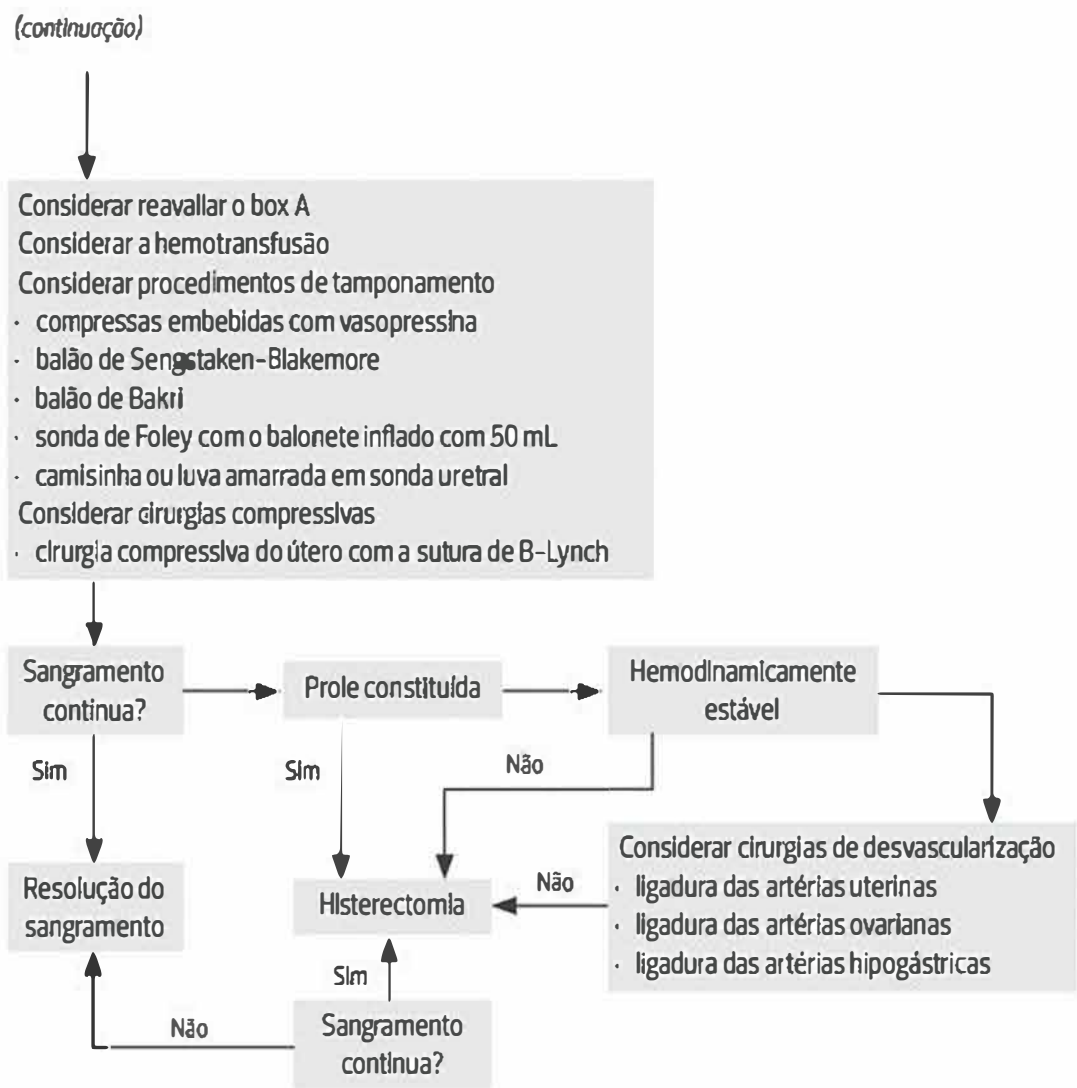 (continuação)
Considerar reavaliar o box A
Considerar a hemotransfusão
Considerar procedimentos de tamponamento
· compressas embebidas com vasopressina
· balão de Sengstaken-Blakemore
· balão de Bakri
· sonda de Foley com o balonete inflado com 50 mL
· camisinha ou luva amarrada em sonda uretral
Considerar cirurgias compressivas
· cirurgia compressiva do útero com a sutura de B-Lynch
Sangramento
continua?
Prole constituída
Hemodinamicamente
estável
Sim
Sim
Não
Resolução do
sangramento
Histerectomia
Não
Considerar cirurgias de desvascularização
· ligadura das artérias uterinas
· ligadura das artérias ovarianas
· ligadura das artérias hipogástricas
Sim
Não
Sangramento
continua?